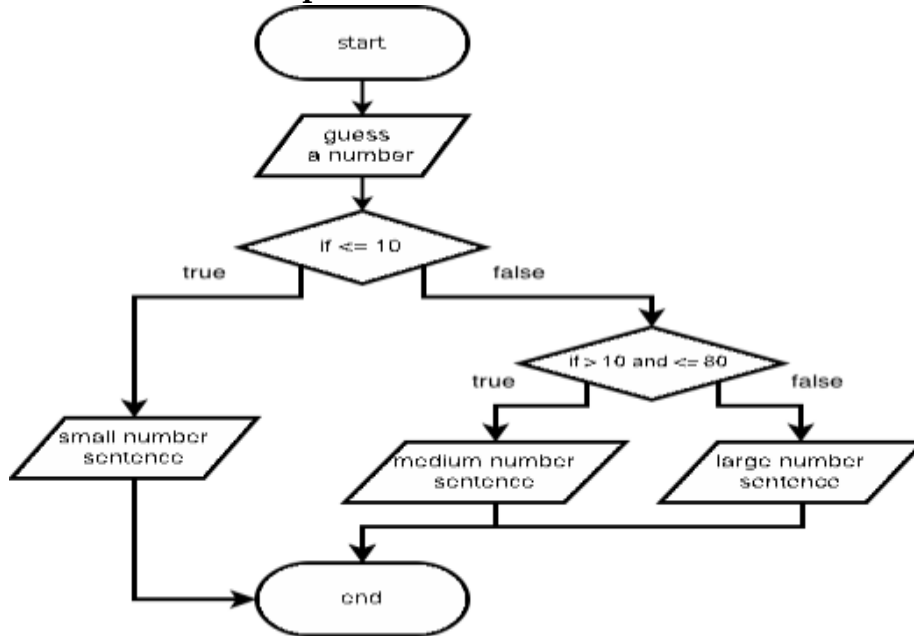 start
guess
a number
if <= 10
true
false
if > 10 and <= 80
true
false
small number
sentence
medium number
sentence
large number
sentence
end